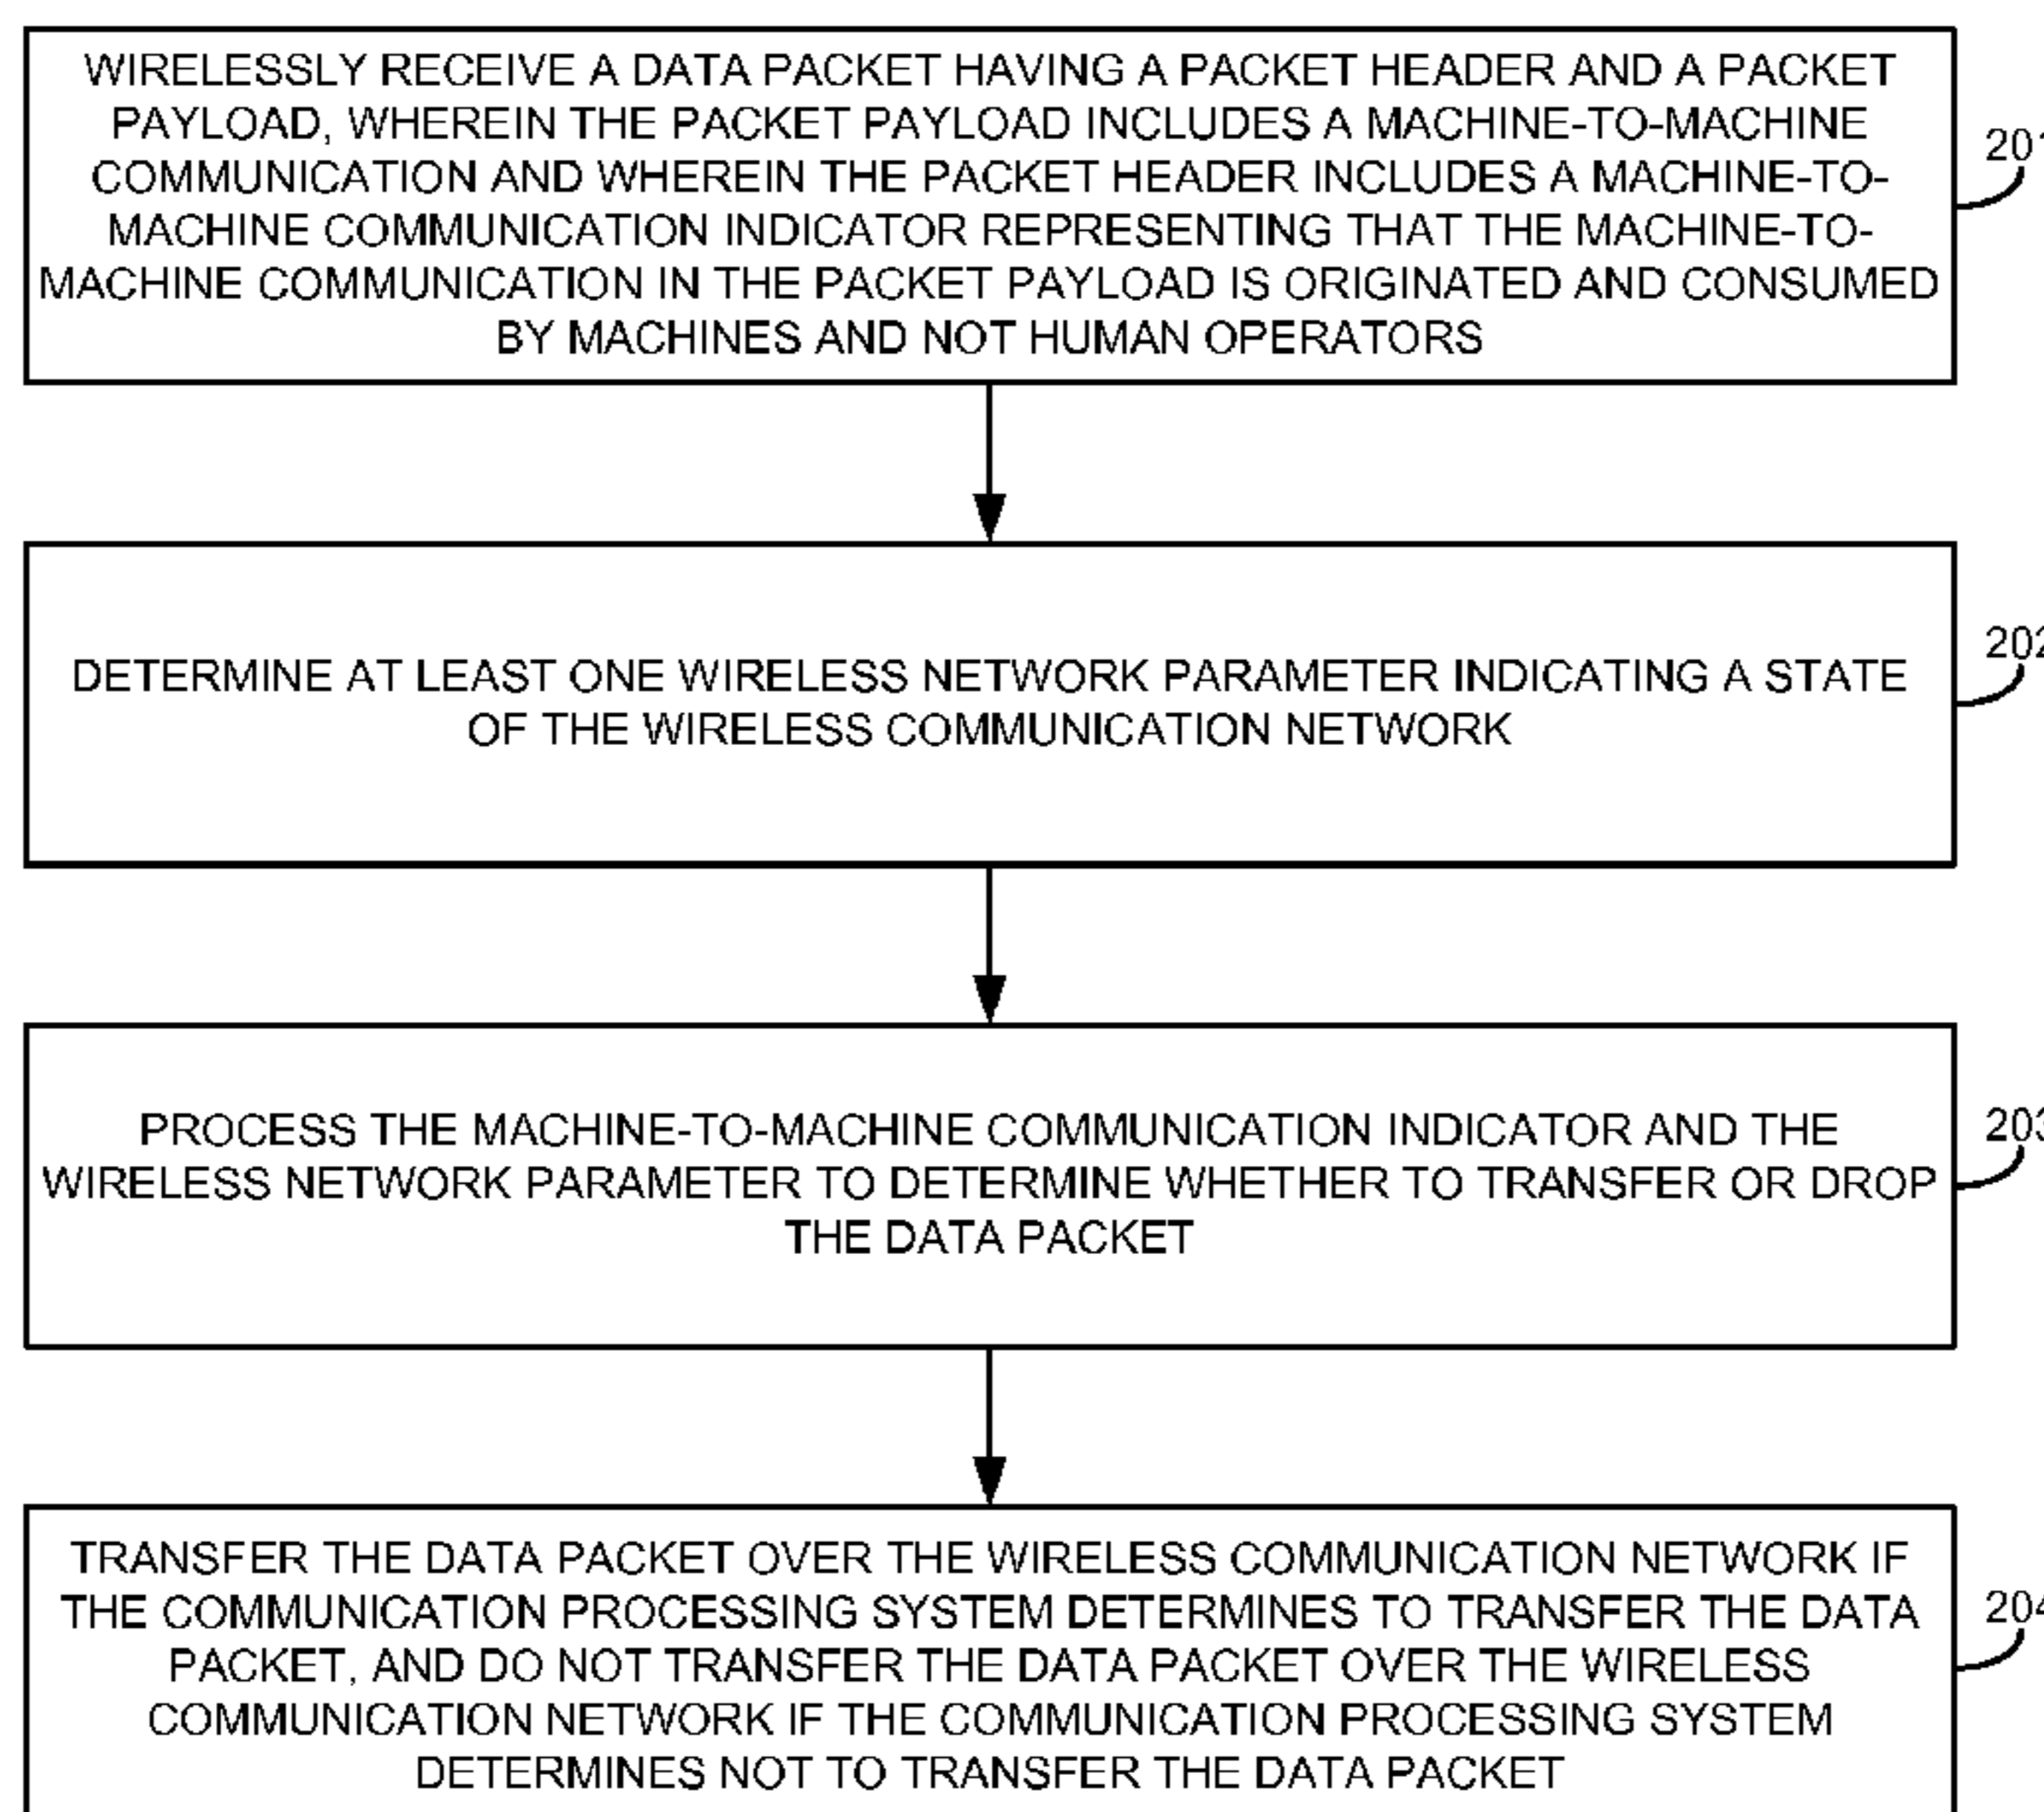 WIRELESSLY RECEIVE A DATA PACKET HAVING A PACKET HEADER AND A PACKET
PAYLOAD, WHEREIN THE PACKET PAYLOAD INCLUDES A MACHINE-TO-MACHINE
COMMUNICATION AND WHEREIN THE PACKET HEADER INCLUDES A MACHINE-TO-
MACHINE COMMUNICATION INDICATOR REPRESENTING THAT THE MACHINE-TO-
MACHINE COMMUNICATION IN THE PACKET PAYLOAD IS ORIGINATED AND CONSUMED
BY MACHINES AND NOT HUMAN OPERATORS
201
DETERMINE AT LEAST ONE WIRELESS NETWORK PARAMETER INDICATING A STATE
OF THE WIRELESS COMMUNICATION NETWORK
202
PROCESS THE MACHINE-TO-MACHINE COMMUNICATION INDICATOR AND THE
WIRELESS NETWORK PARAMETER TO DETERMINE WHETHER TO TRANSFER OR DROP
THE DATA PACKET
203
TRANSFER THE DATA PACKET OVER THE WIRELESS COMMUNICATION NETWORK IF
THE COMMUNICATION PROCESSING SYSTEM DETERMINES TO TRANSFER THE DATA
PACKET, AND DO NOT TRANSFER THE DATA PACKET OVER THE WIRELESS
COMMUNICATION NETWORK IF THE COMMUNICATION PROCESSING SYSTEM
DETERMINES NOT TO TRANSFER THE DATA PACKET
204